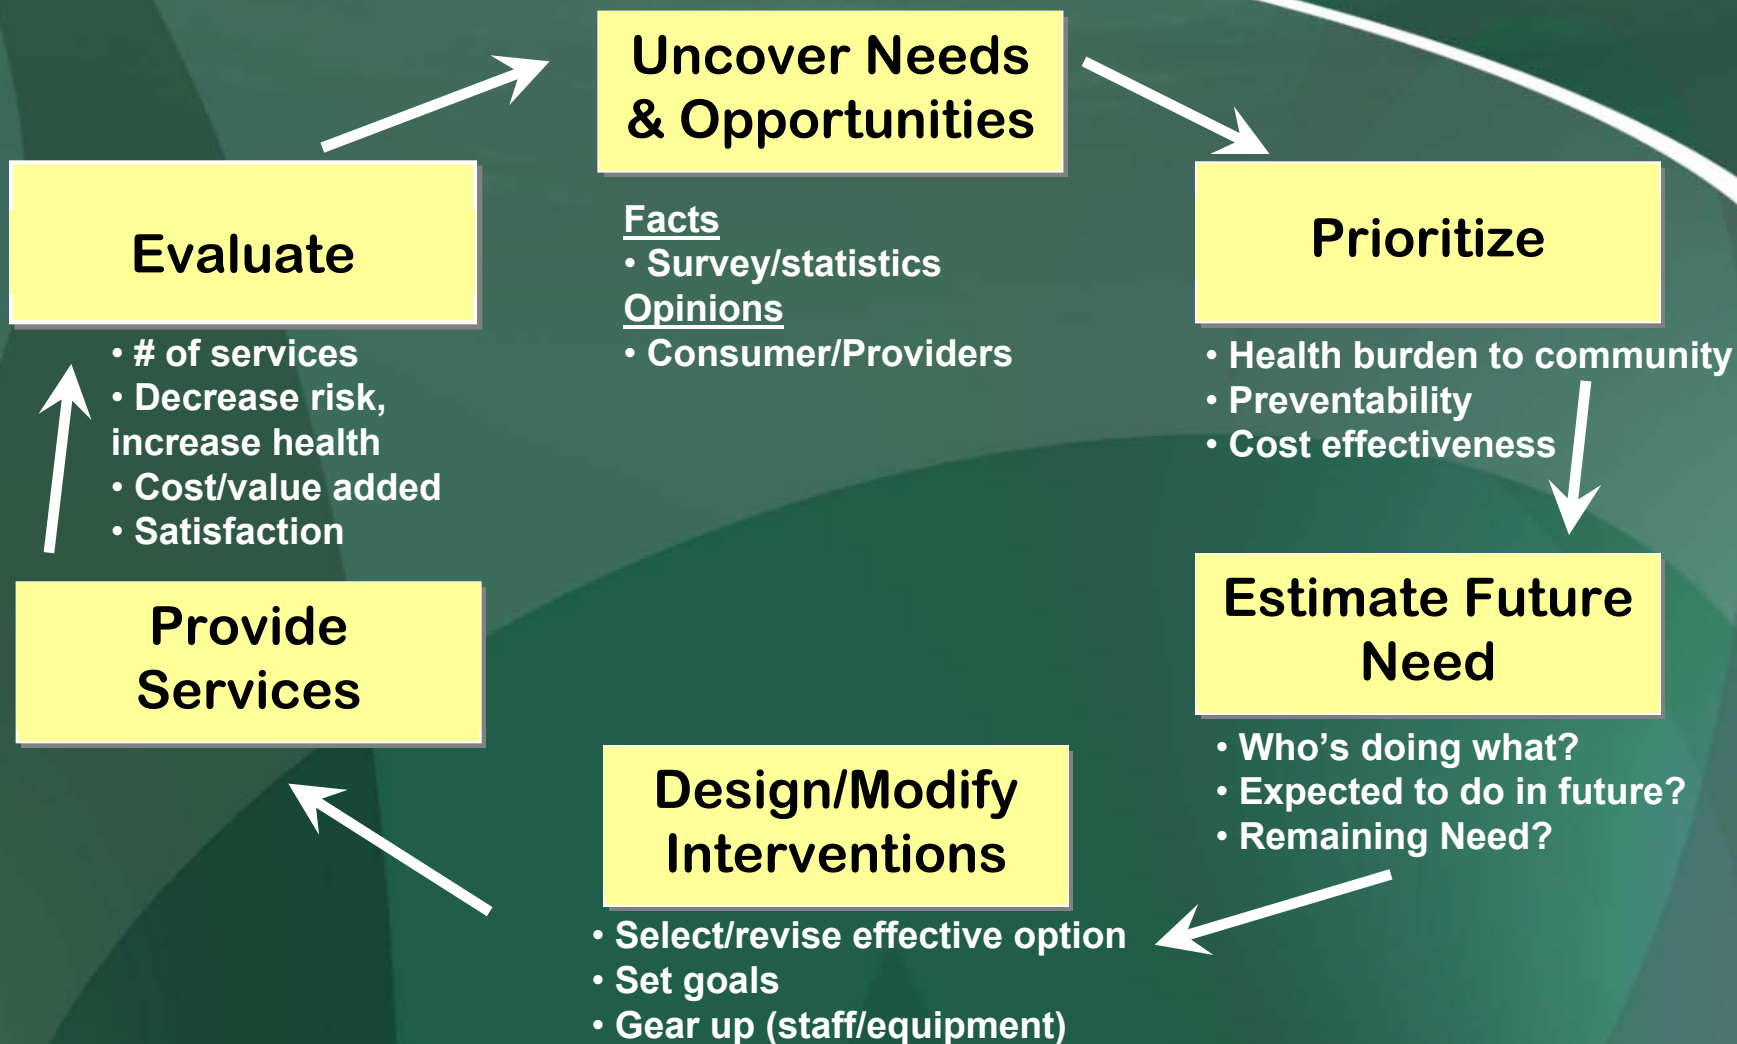 Uncover Needs
& Opportunities
Facts
• Survey/statistics
Opinions
• Consumer/Providers
Prioritize
• Health burden to community
• Preventability
• Cost effectiveness
Estimate Future
Need
• Who’s doing what?
• Expected to do in future?
• Remaining Need?
Design/Modify
Interventions
• Select/revise effective option
• Set goals
• Gear up (staff/equipment)
Provide
Services
Evaluate
• # of services
• Decrease risk,
increase health
• Cost/value added
• Satisfaction